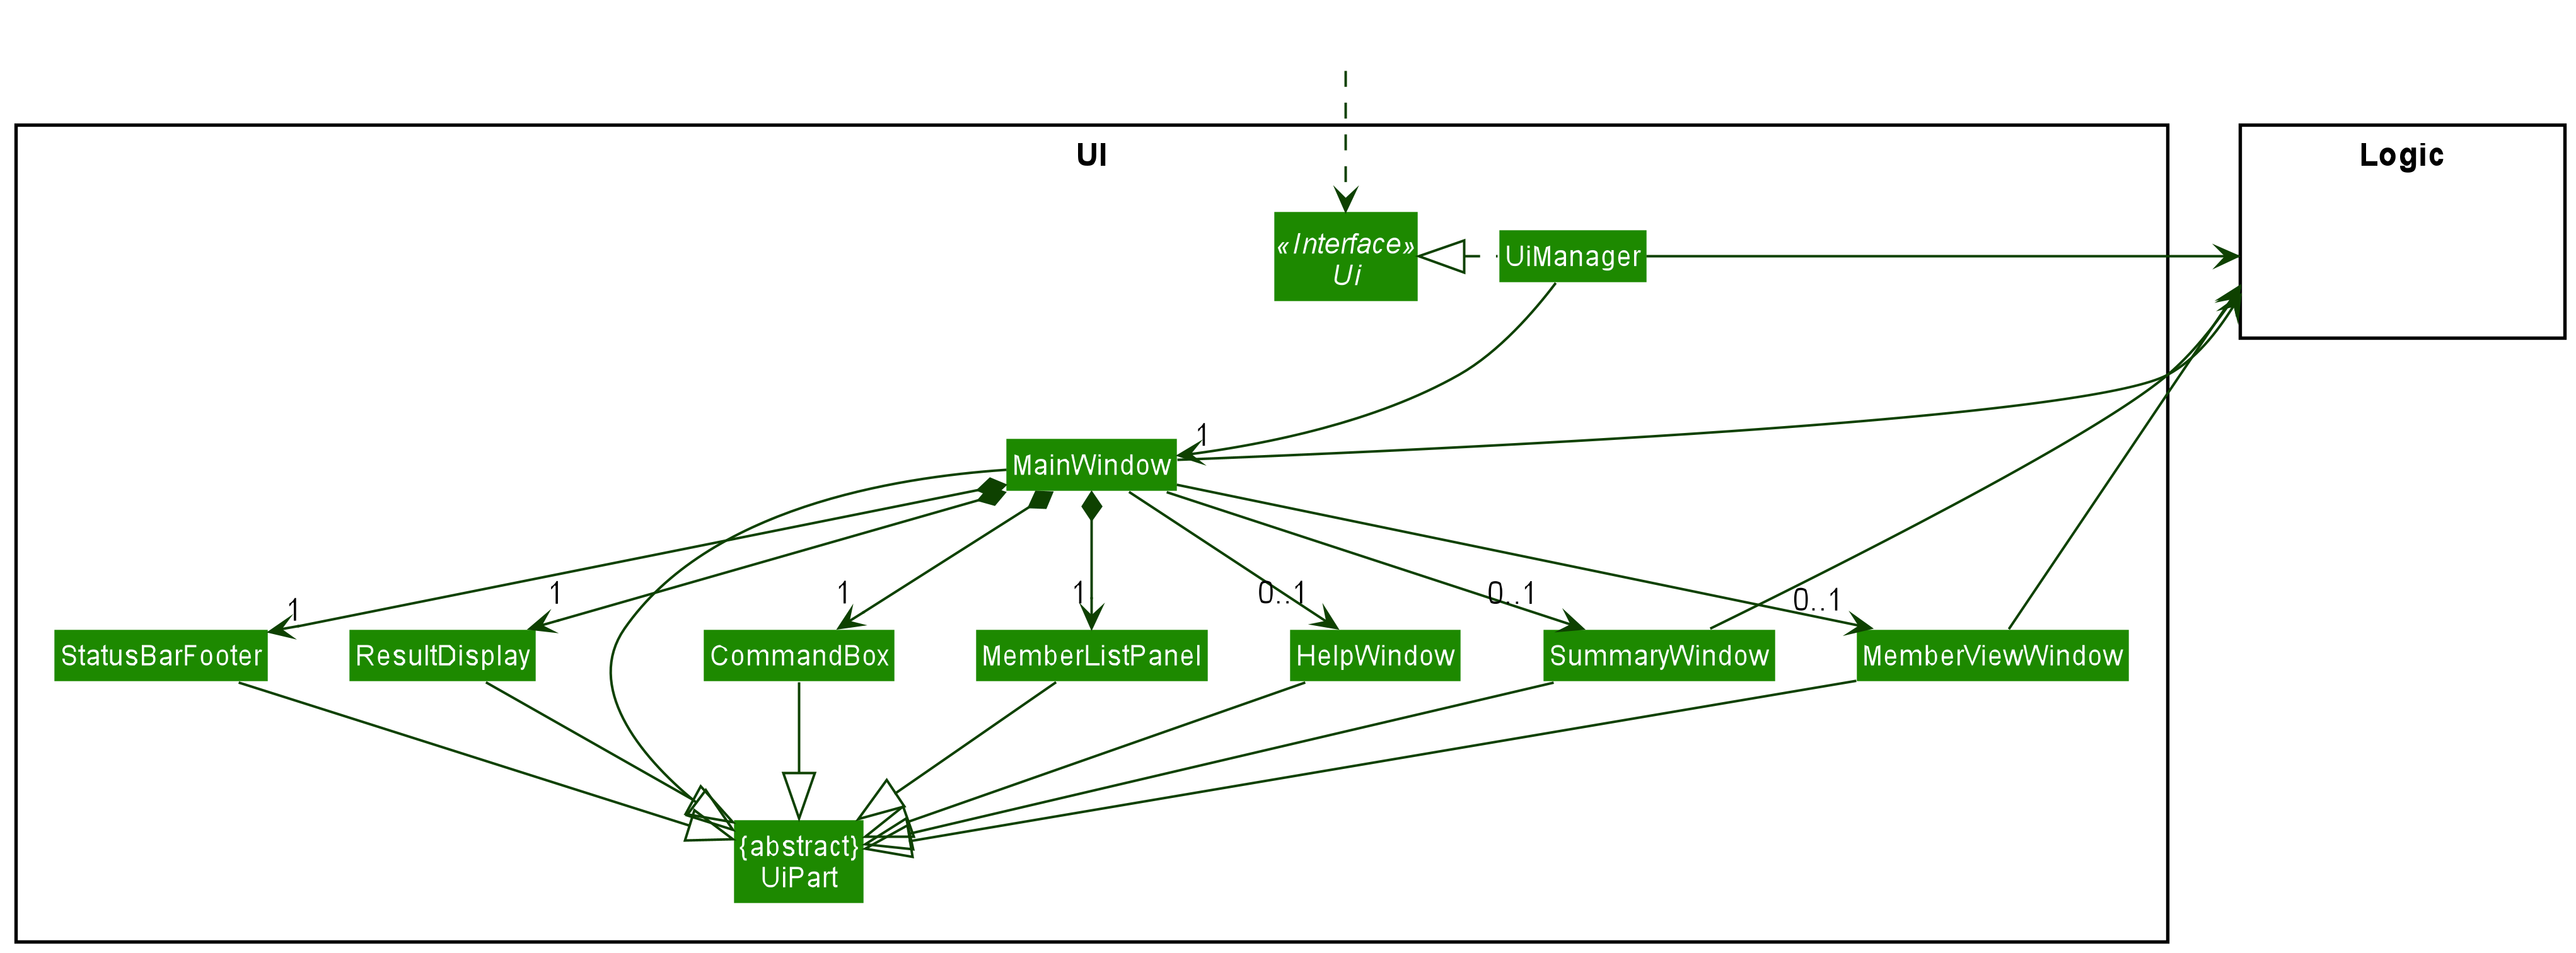 UI
Logic
«Interface»
Ui
UiManager
1
MainWindow
1
1
1
1
0..1
0..1
0..1
StatusBarFooter
ResultDisplay
CommandBox
MemberListPanel
HelpWindow
SummaryWindow
MemberViewWindow
{abstract}
UiPart